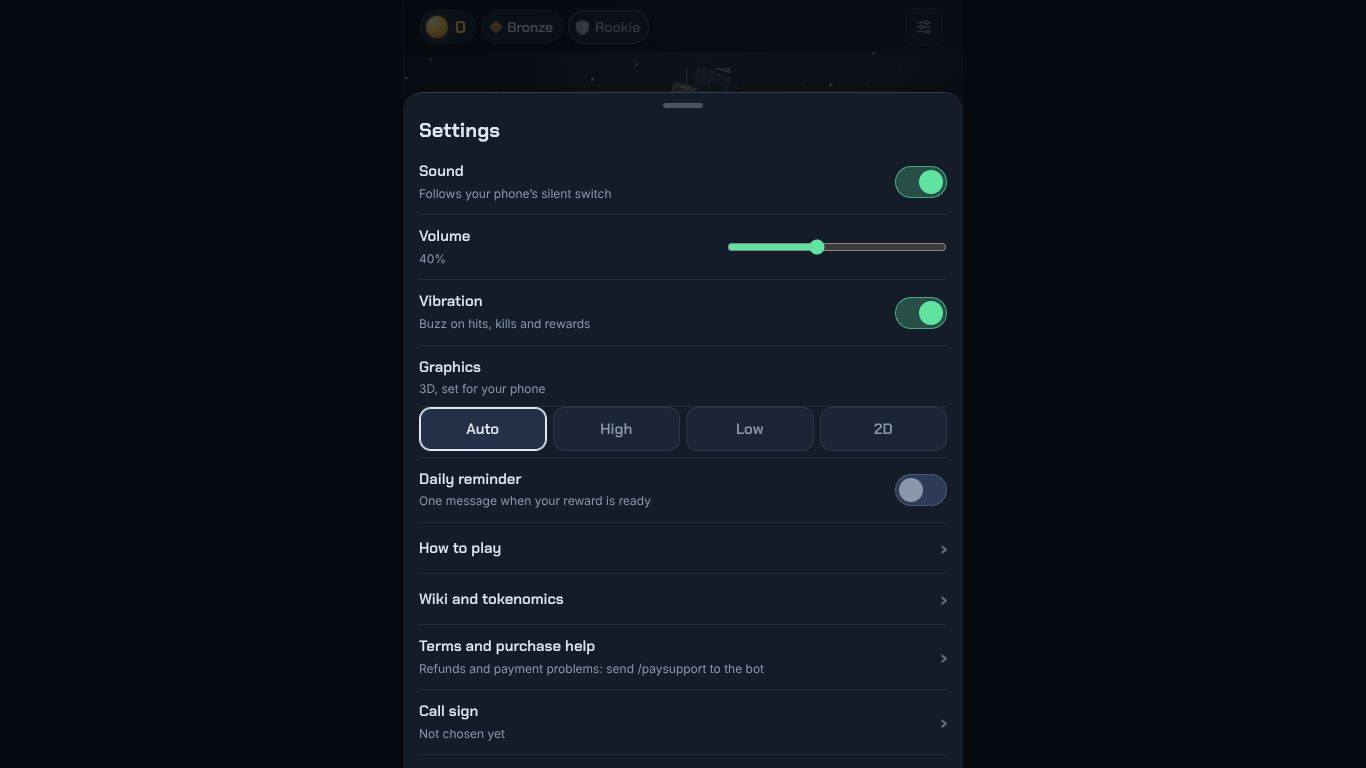 0 Bronze Rookie
Settings
Sound
Follows your phone's silent switch
Volume
40%
Vibration
Buzz on hits, kills and rewards
Graphics
3D, set for your phone
Auto High Low 2D
Daily reminder
One message when your reward is ready
How to play
Wiki and tokenomics
Terms and purchase help
Refunds and payment problems: send /paysupport to the bot
Call sign
Not chosen yet